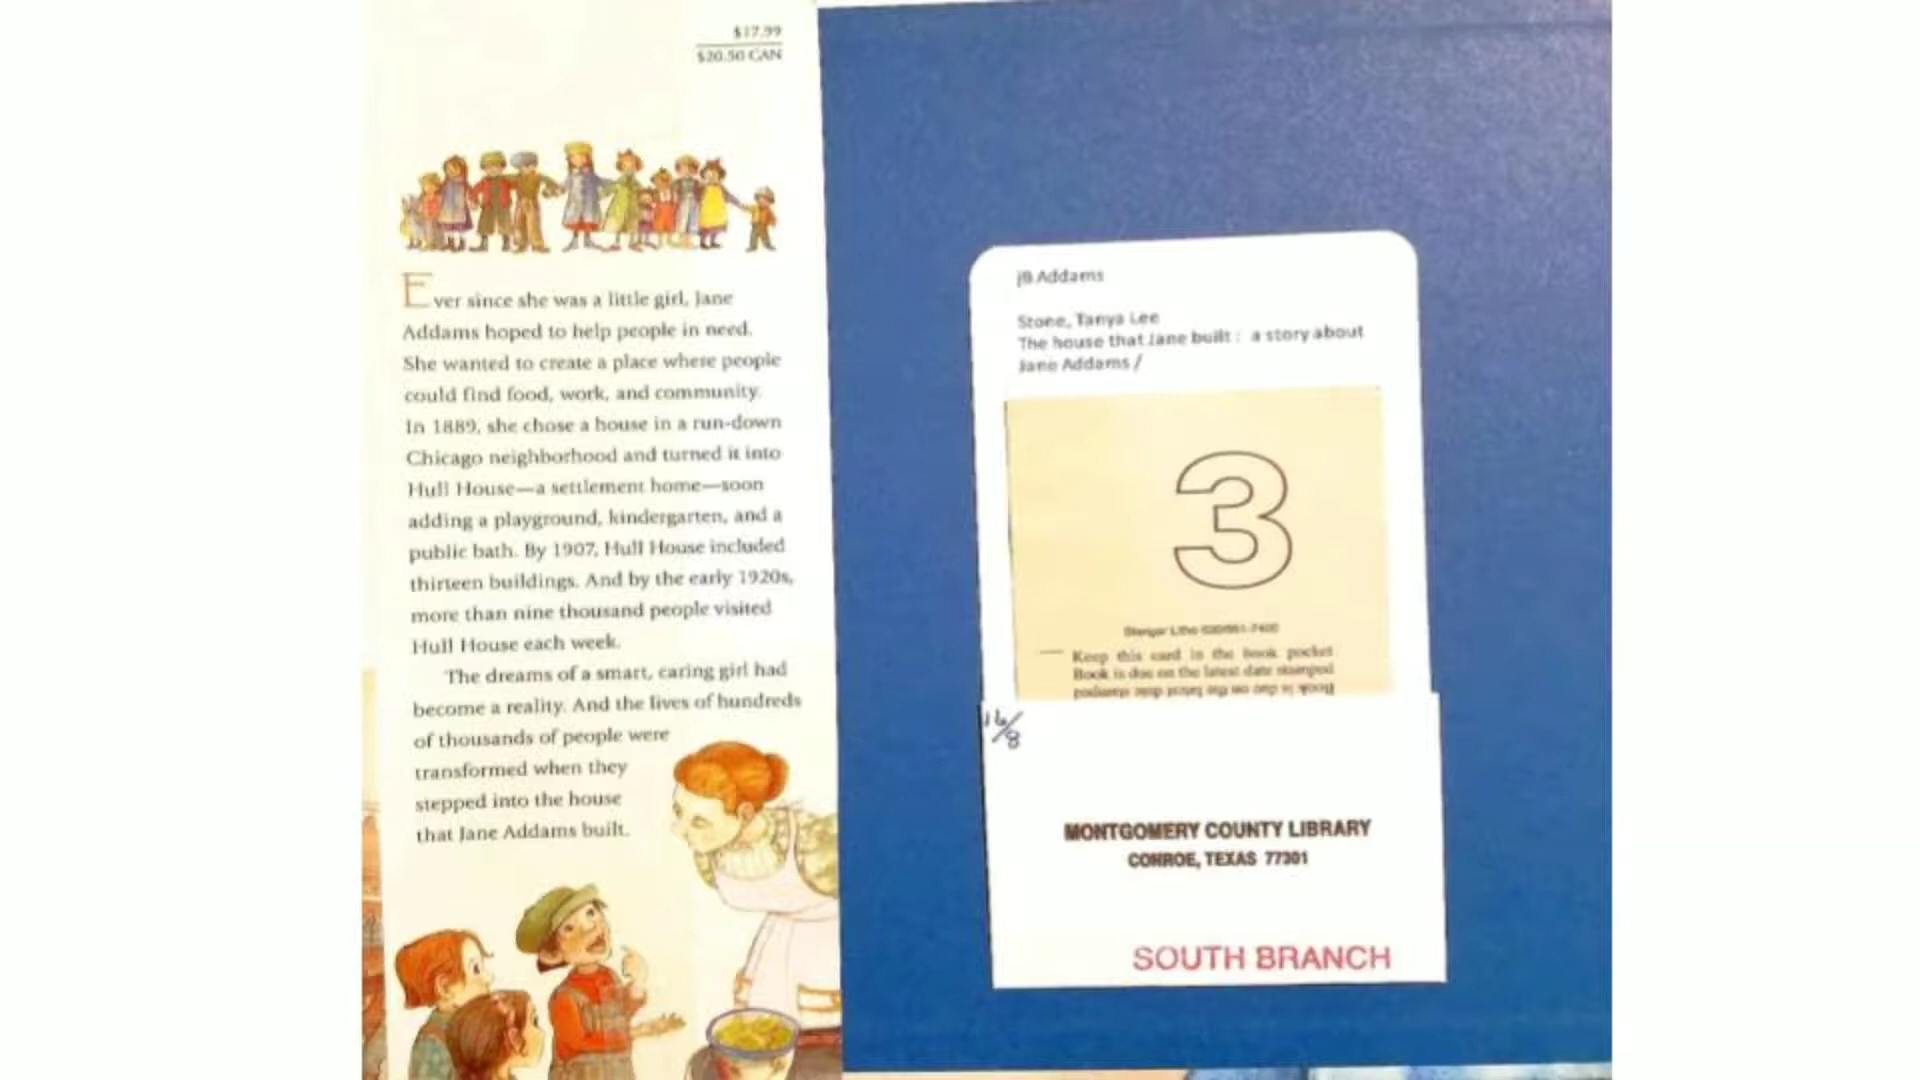 $17.99
$20.50 CAN
Ever since she was a little girl, Jane
Addams hoped to help people in need.
She wanted to create a place where people
could find food, work, and community.
In 1889, she chose a house in a run-down
Chicago neighborhood and turned it into
Hull House—a settlement home—soon
adding a playground, kindergarten, and a
public bath. By 1907, Hull House included
thirteen buildings. And by the early 1920s,
more than nine thousand people visited
Hull House each week.
The dreams of a smart, caring girl had
become a reality. And the lives of hundreds
of thousands of people were
transformed when they
stepped into the house
that Jane Addams built.
jB Addams
Stone, Tanya Lee
The house that Jane built : a story about
Jane Addams /
3
Keep this card in the book pocket
Book is due on the latest date stamped
16/8
MONTGOMERY COUNTY LIBRARY
CONROE, TEXAS 77301
SOUTH BRANCH